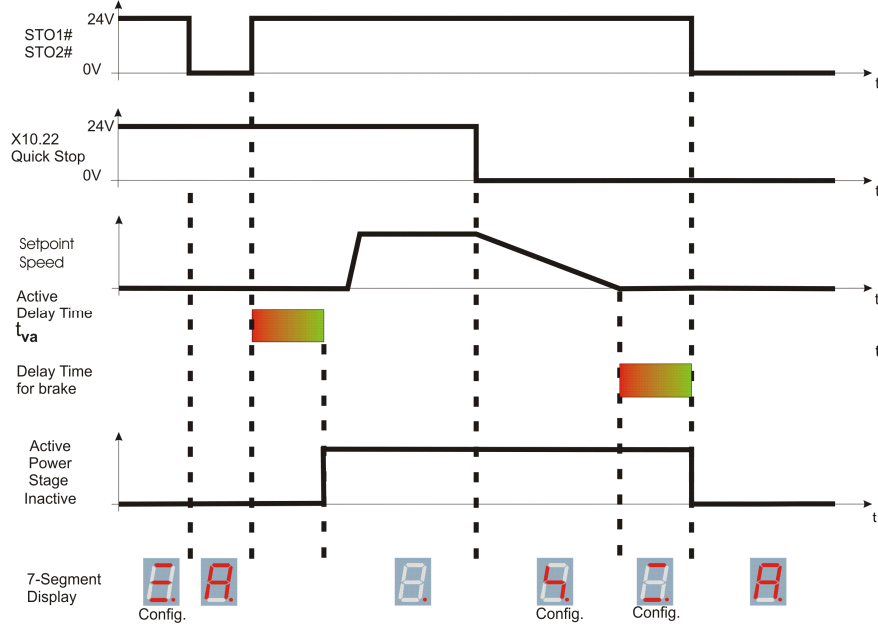 24V
STO1#
STO2#
0V
t
24V
X10.22
Quick Stop
0V
t
Setpoint
Speed
t
Active
Delay Time
tva
t
Delay Time
for brake
Active
Power
Stage
Inactive
t
7-Segment
Display
A.
A.
Config.
Config.
Config.